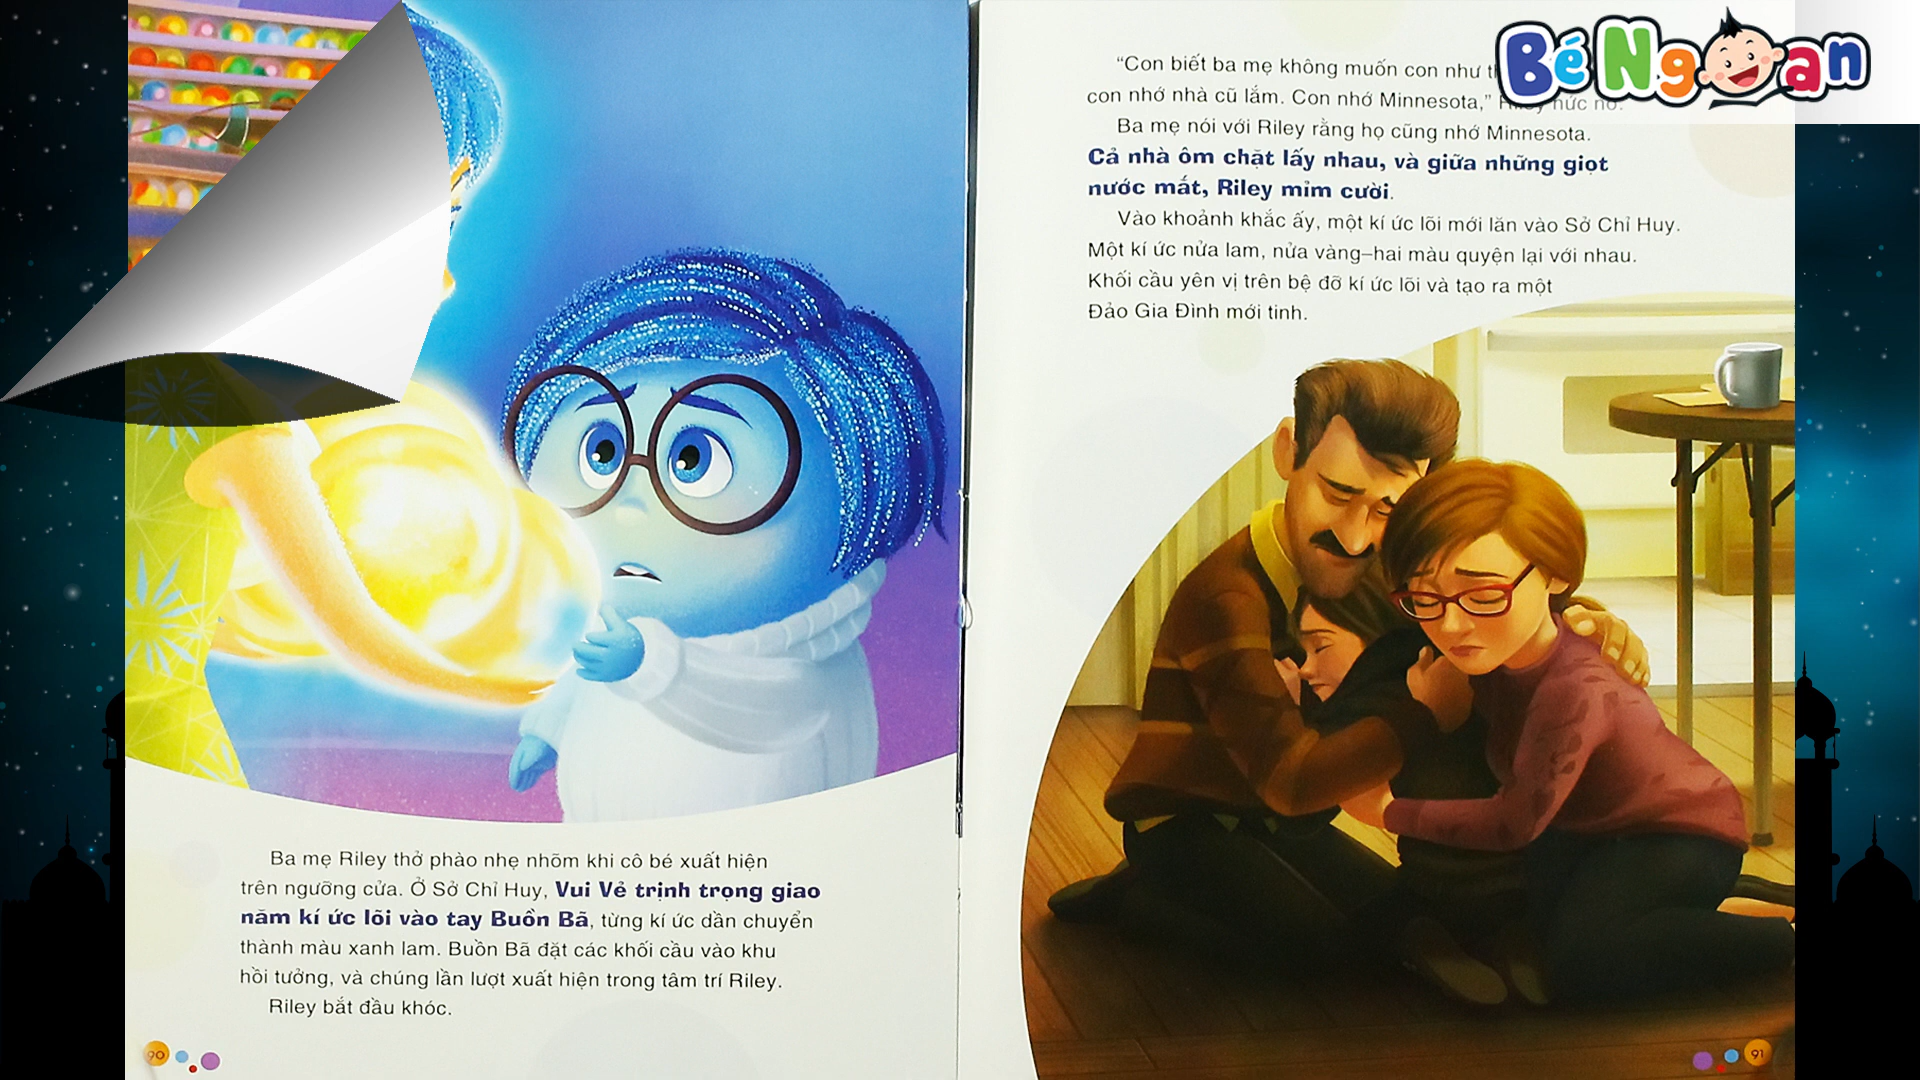 Ba mẹ Riley thở phào nhẹ nhõm khi cô bé xuất hiện
trên ngưỡng cửa. Ở Sở Chỉ Huy, Vui Vẻ trịnh trọng giao
năm kí ức lõi vào tay Buồn Bã, từng kí ức dần chuyển
thành màu xanh lam. Buồn Bã đặt các khối cầu vào khu
hồi tưởng, và chúng lần lượt xuất hiện trong tâm trí Riley.
Riley bắt đầu khóc.
90
Bé Ngoan
“Con biết ba mẹ không muốn con như
con nhớ nhà cũ lắm. Con nhớ Minnesota,” Riley nức nở.
Ba mẹ nói với Riley rằng họ cũng nhớ Minnesota.
Cả nhà ôm chặt lấy nhau, và giữa những giọt
nước mắt, Riley mỉm cười.
Vào khoảnh khắc ấy, một kí ức lõi mới lăn vào Sở Chỉ Huy.
Một kí ức nửa lam, nửa vàng–hai màu quyện lại với nhau.
Khối cầu yên vị trên bệ đỡ kí ức lõi và tạo ra một
Đảo Gia Đình mới tinh.
91